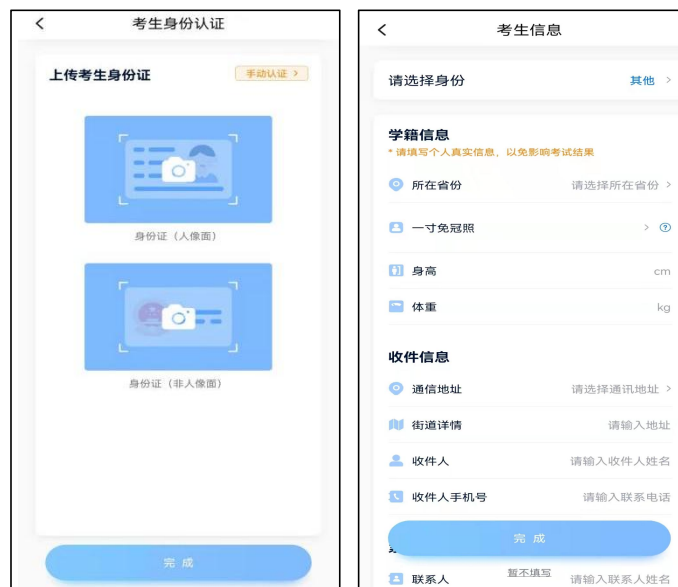 考生身份认证
上传考生身份证
手动认证 >
身份证（人像面）
身份证（非人像面）
完 成
考生信息
请选择身份 其他 >
学籍信息
* 请填写个人真实信息，以免影响考试结果
所在省份 请选择所在省份 >
一寸免冠照 > ?
身高 cm
体重 kg
收件信息
通信地址 请选择通讯地址 >
街道详情 请输入地址
收件人 请输入收件人姓名
收件人手机号 请输入联系电话
完 成
暂不填写
联系人 请输入联系人姓名